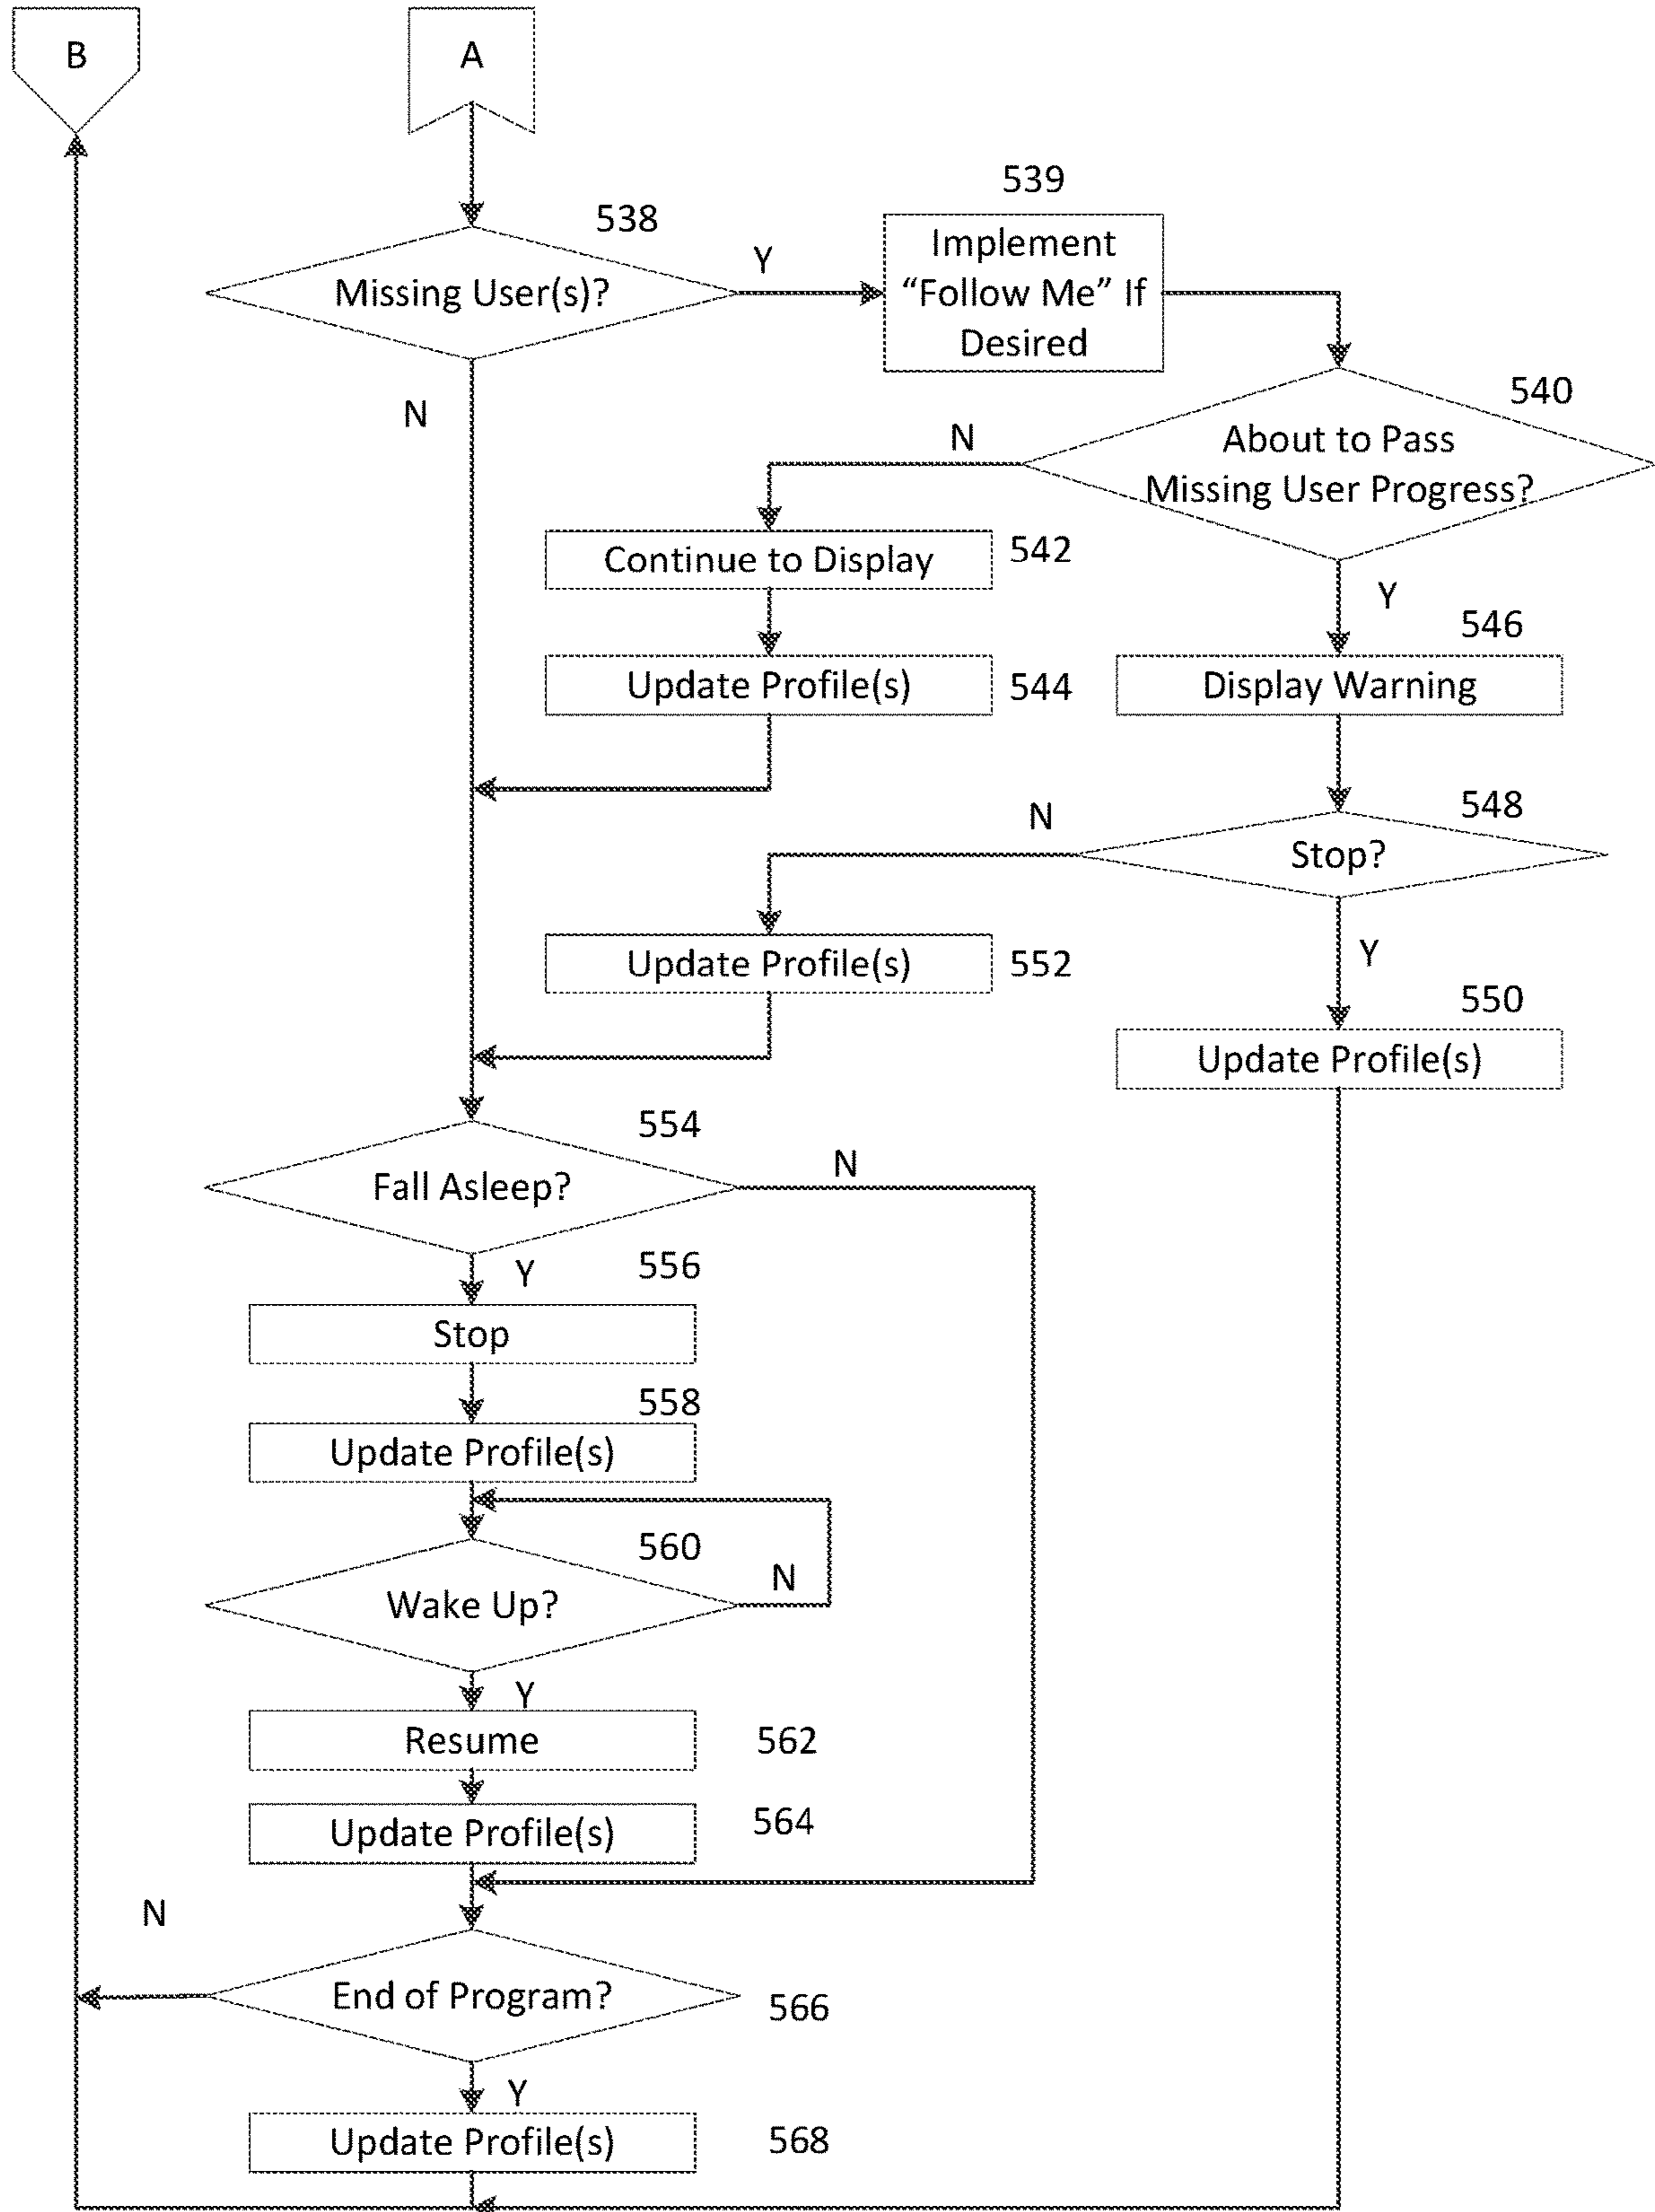 B
A
539
538
Implement
Y
Missing User(s)?
“Follow Me” If
Desired
540
N
N
About to Pass
Missing User Progress?
Continue to Display
542
Y
546
Update Profile(s)
544
Display Warning
548
N
Stop?
Update Profile(s)
552
Y
550
Update Profile(s)
554
N
Fall Asleep?
Y
556
Stop
558
Update Profile(s)
560
N
Wake Up?
Y
Resume
562
Update Profile(s)
564
N
End of Program?
566
Y
Update Profile(s)
568